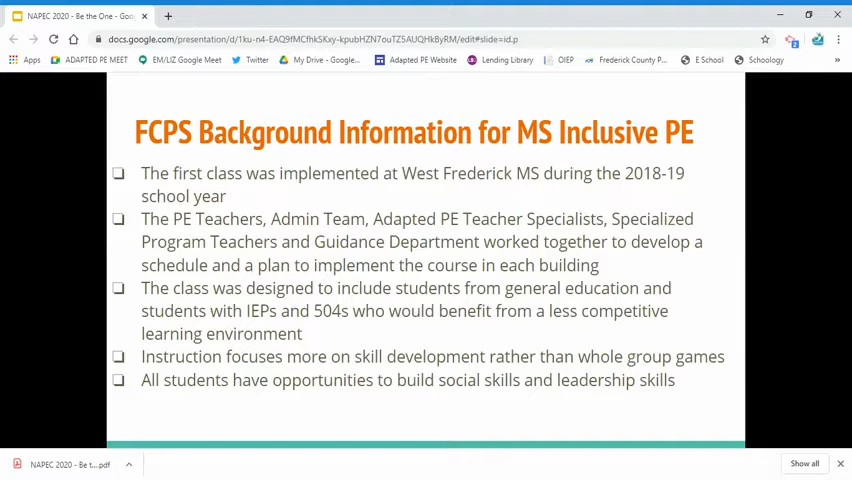 NAPEC 2020 - Be the One - Goo
docs.google.com/presentation/d/1ku-n4-EAQ9fMCfhkSKxy-kpubHZN7ouTZ5AUQHkByRM/edit#slide=id.p
Apps ADAPTED PE MEET EM/LIZ Google Meet Twitter My Drive - Google... Adapted PE Website Lending Library OIEP Frederick County P... E School Schoology
FCPS Background Information for MS Inclusive PE
The first class was implemented at West Frederick MS during the 2018-19
school year
The PE Teachers, Admin Team, Adapted PE Teacher Specialists, Specialized
Program Teachers and Guidance Department worked together to develop a
schedule and a plan to implement the course in each building
The class was designed to include students from general education and
students with IEPs and 504s who would benefit from a less competitive
learning environment
Instruction focuses more on skill development rather than whole group games
All students have opportunities to build social skills and leadership skills
NAPEC 2020 - Be t....pdf Show all